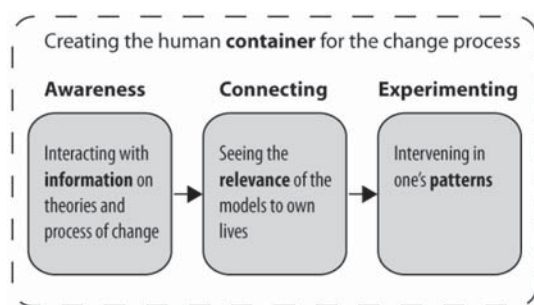 Creating the human container for the change process
Awareness
Connecting
Experimenting
Interacting with
information on
theories and
process of change
Seeing the
relevance of the
models to own
lives
Intervening in
one's patterns